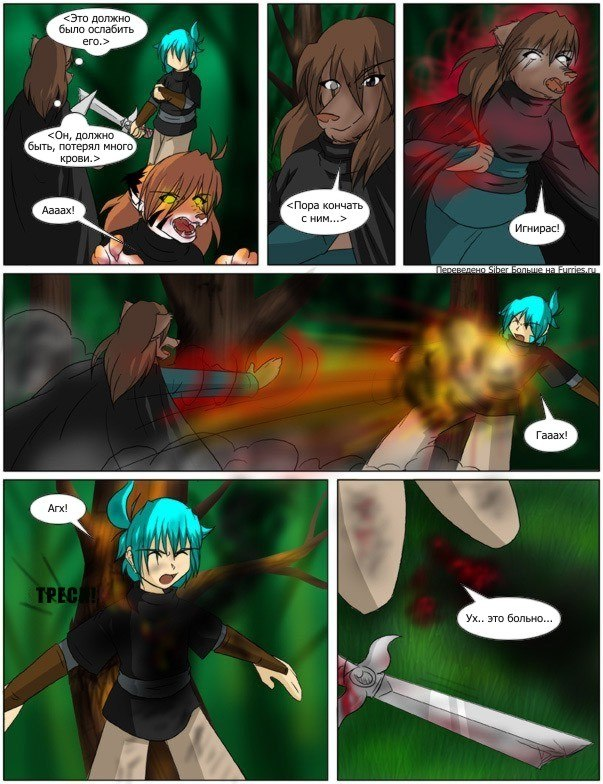 <Это должно
было ослабить
его.>
<Он, должно
быть, потерял много
крови.>
Аааах!
<Пора кончать
с ним...>
Игнирас!
Переведено Siber Больше на Furries.ru
Гааах!
Агх!
ТРЕСК!
Ух.. это больно...